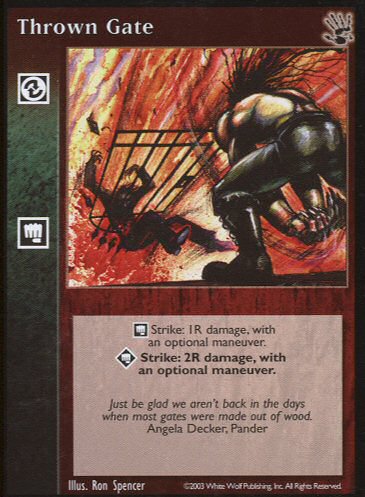 Thrown Gate
Strike: 1R damage, with
an optional maneuver.
Strike: 2R damage, with
an optional maneuver.
Just be glad we aren't back in the days
when most gates were made out of wood.
Angela Decker, Pander
Illus. Ron Spencer
©2003 White Wolf Publishing, Inc. All Rights Reserved.